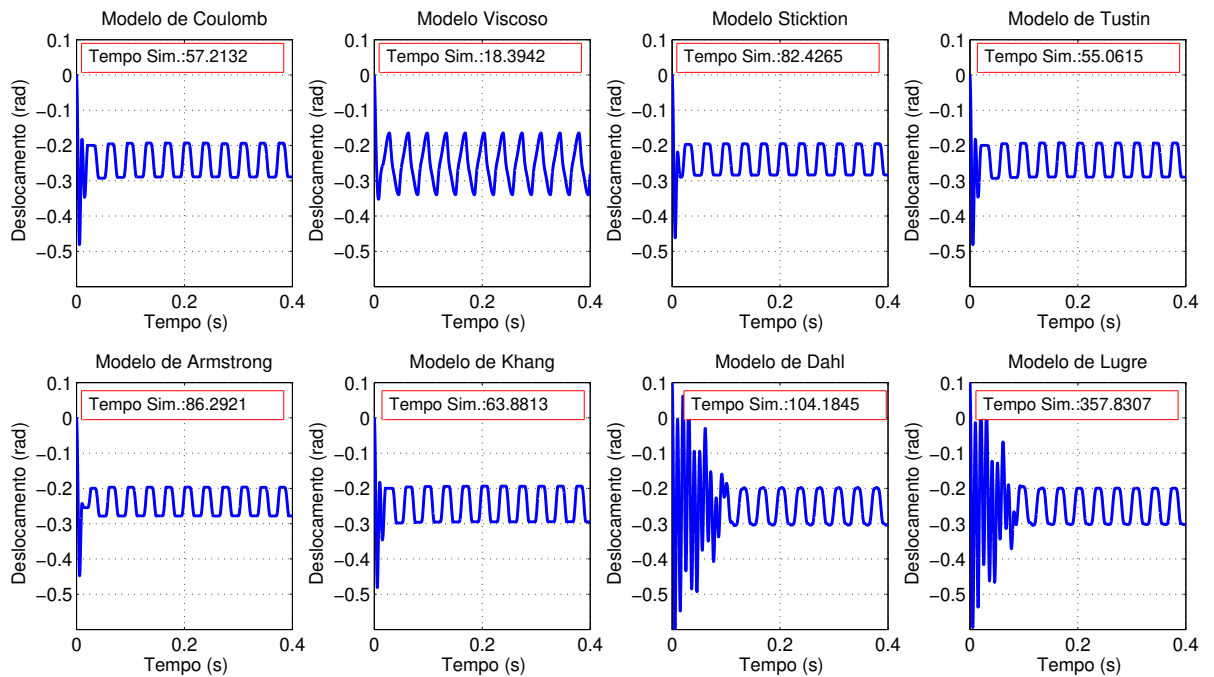 Modelo de Coulomb
Tempo Sim.:57.2132
0.1
0
−0.1
−0.2
−0.3
−0.4
−0.5
0
0.2
0.4
Deslocamento (rad)
Tempo (s)
Modelo Viscoso
Tempo Sim.:18.3942
0.1
0
−0.1
−0.2
−0.3
−0.4
−0.5
0
0.2
0.4
Deslocamento (rad)
Tempo (s)
Modelo Sticktion
Tempo Sim.:82.4265
0.1
0
−0.1
−0.2
−0.3
−0.4
−0.5
0
0.2
0.4
Deslocamento (rad)
Tempo (s)
Modelo de Tustin
Tempo Sim.:55.0615
0.1
0
−0.1
−0.2
−0.3
−0.4
−0.5
0
0.2
0.4
Deslocamento (rad)
Tempo (s)
Modelo de Armstrong
Tempo Sim.:86.2921
0.1
0
−0.1
−0.2
−0.3
−0.4
−0.5
0
0.2
0.4
Deslocamento (rad)
Tempo (s)
Modelo de Khang
Tempo Sim.:63.8813
0.1
0
−0.1
−0.2
−0.3
−0.4
−0.5
0
0.2
0.4
Deslocamento (rad)
Tempo (s)
Modelo de Dahl
Tempo Sim.:104.1845
0.1
0
−0.1
−0.2
−0.3
−0.4
−0.5
0
0.2
0.4
Deslocamento (rad)
Tempo (s)
Modelo de Lugre
Tempo Sim.:357.8307
0.1
0
−0.1
−0.2
−0.3
−0.4
−0.5
0
0.2
0.4
Deslocamento (rad)
Tempo (s)